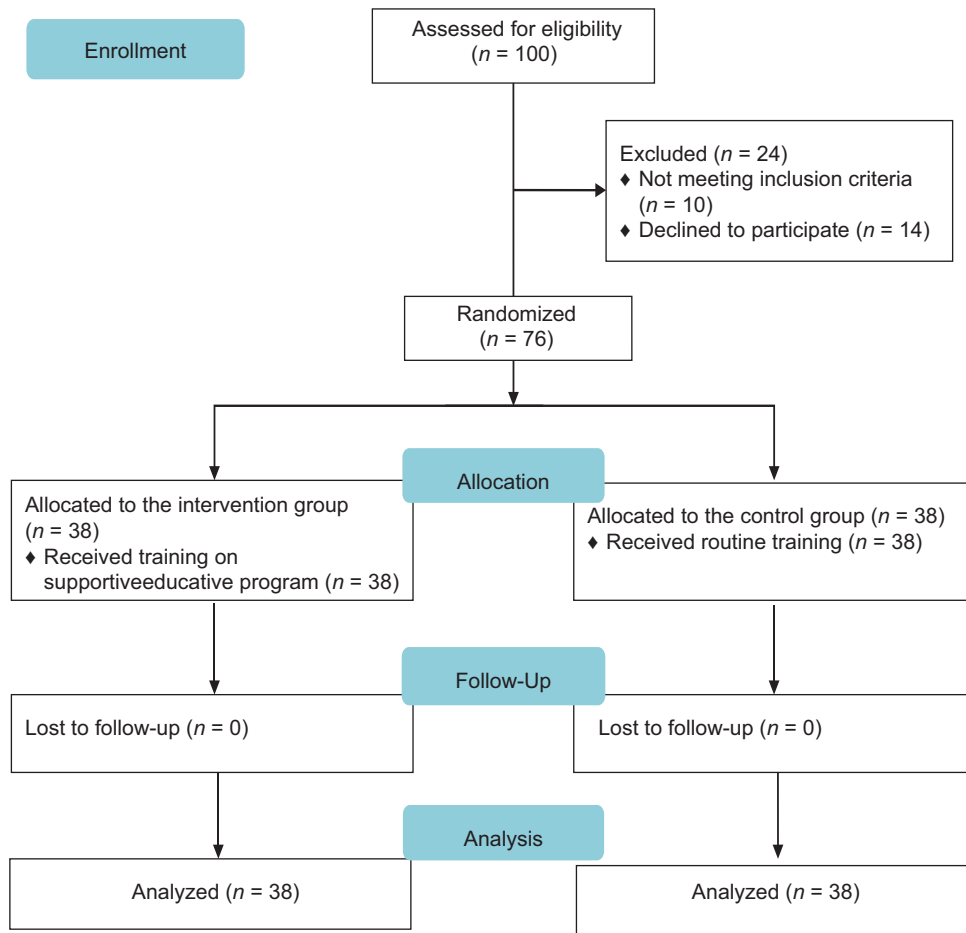 Enrollment
Assessed for eligibility
(n = 100)
Excluded (n = 24)
♦ Not meeting inclusion criteria
(n = 10)
♦ Declined to participate (n = 14)
Randomized
(n = 76)
Allocation
Allocated to the intervention group
(n = 38)
♦ Received training on
supportiveeducative program (n = 38)
Allocated to the control group (n = 38)
♦ Received routine training (n = 38)
Follow-Up
Lost to follow-up (n = 0)
Lost to follow-up (n = 0)
Analysis
Analyzed (n = 38)
Analyzed (n = 38)